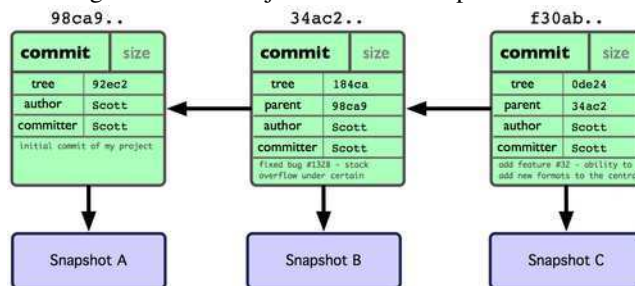 98ca9..
34ac2..
f30ab..
commit size
tree 92ec2
author Scott
committer Scott
initial commit of my project
commit size
tree 184ca
parent 98ca9
author Scott
committer Scott
fixed bug #1328 - stack
overflow under certain
commit size
tree 0de24
parent 34ac2
author Scott
committer Scott
add feature #32 - ability to
add new formats to the centra
Snapshot A
Snapshot B
Snapshot C